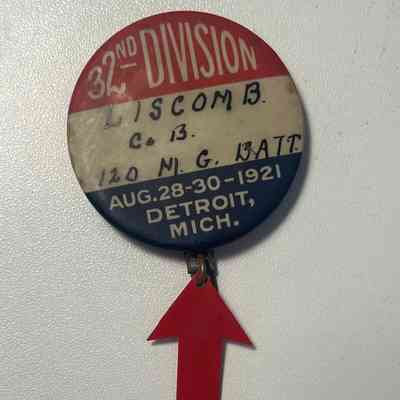 32ND DIVISION
LISCOMB.
Co B.
120 M. G. BATT.
AUG. 28-30-1921
DETROIT,
MICH.